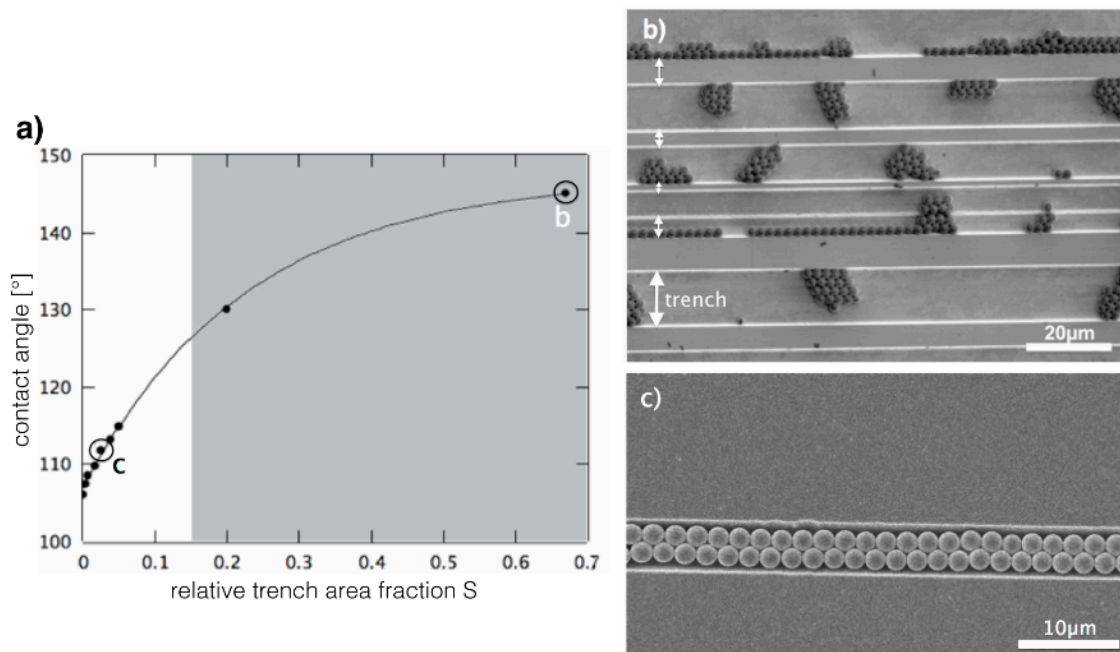 a)
150
140
130
120
110
100
0
0.1
0.2
0.3
0.4
0.5
0.6
0.7
contact angle [°]
relative trench area fraction S
b
c
b)
trench
20µm
c)
10µm